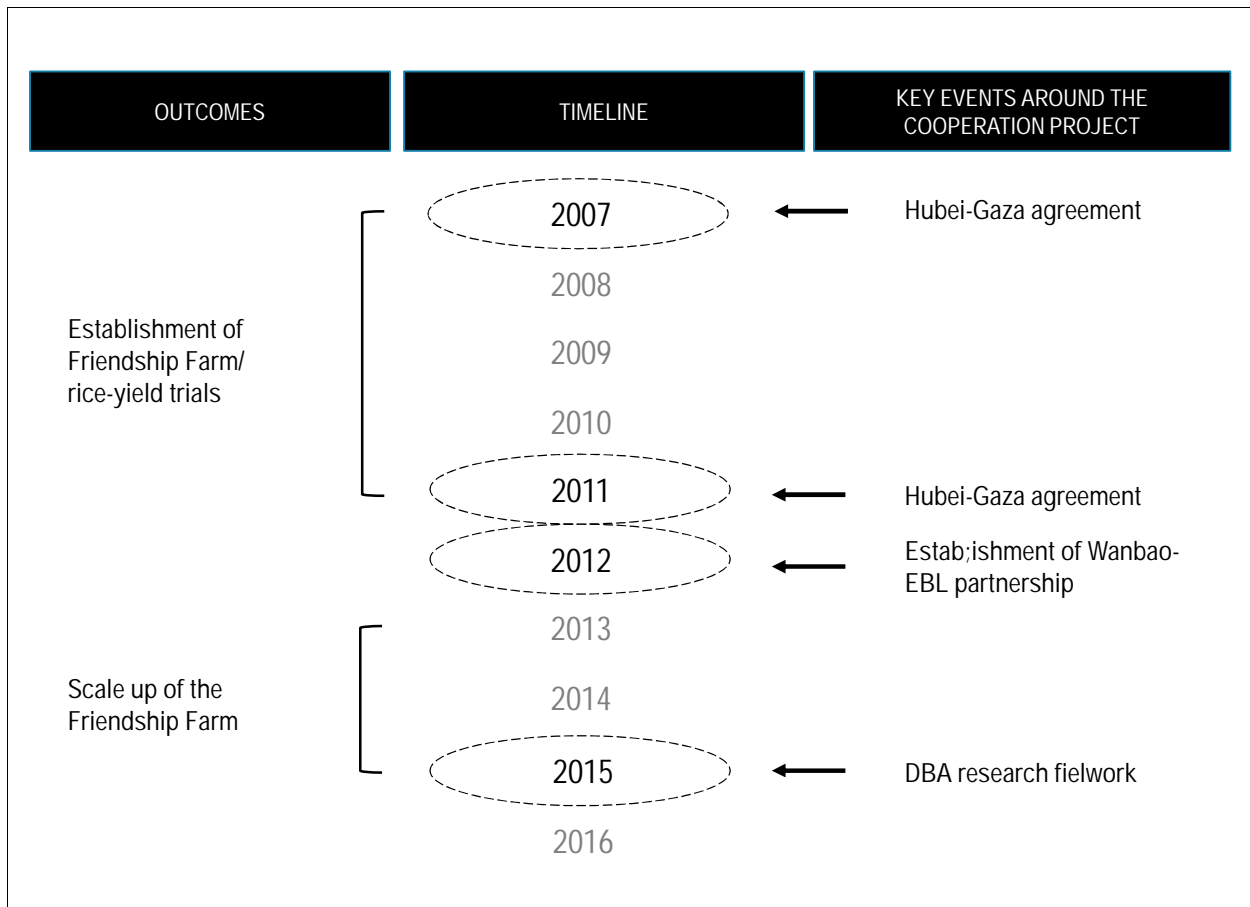 OUTCOMES
TIMELINE
KEY EVENTS AROUND THE
COOPERATION PROJECT
2007
Hubei-Gaza agreement
2008
Establishment of
Friendship Farm/
rice-yield trials
2009
2010
2011
Hubei-Gaza agreement
2012
Estab;ishment of Wanbao-
EBL partnership
2013
Scale up of the
Friendship Farm
2014
2015
DBA research fielwork
2016